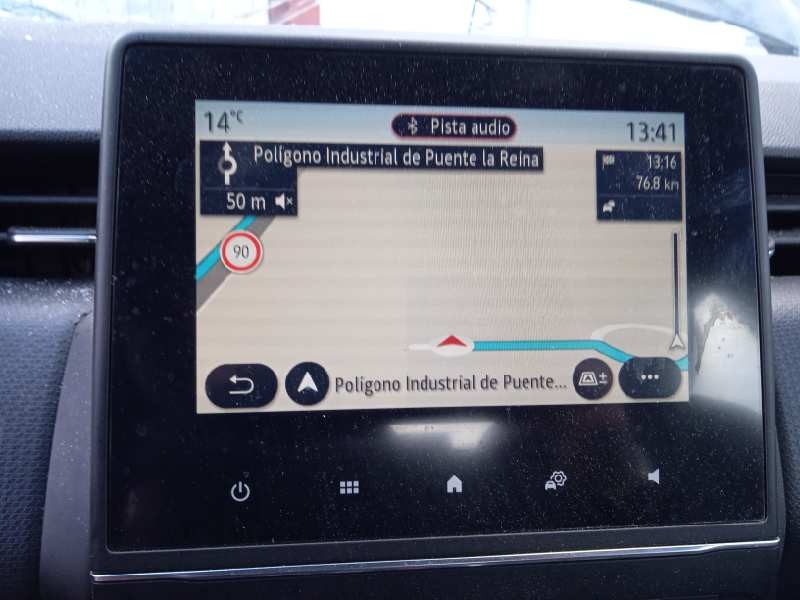 14°C
Pista audio
13:41
Polígono Industrial de Puente la Reina
50 m
13:16
76.8 km
90
Polígono Industrial de Puente...